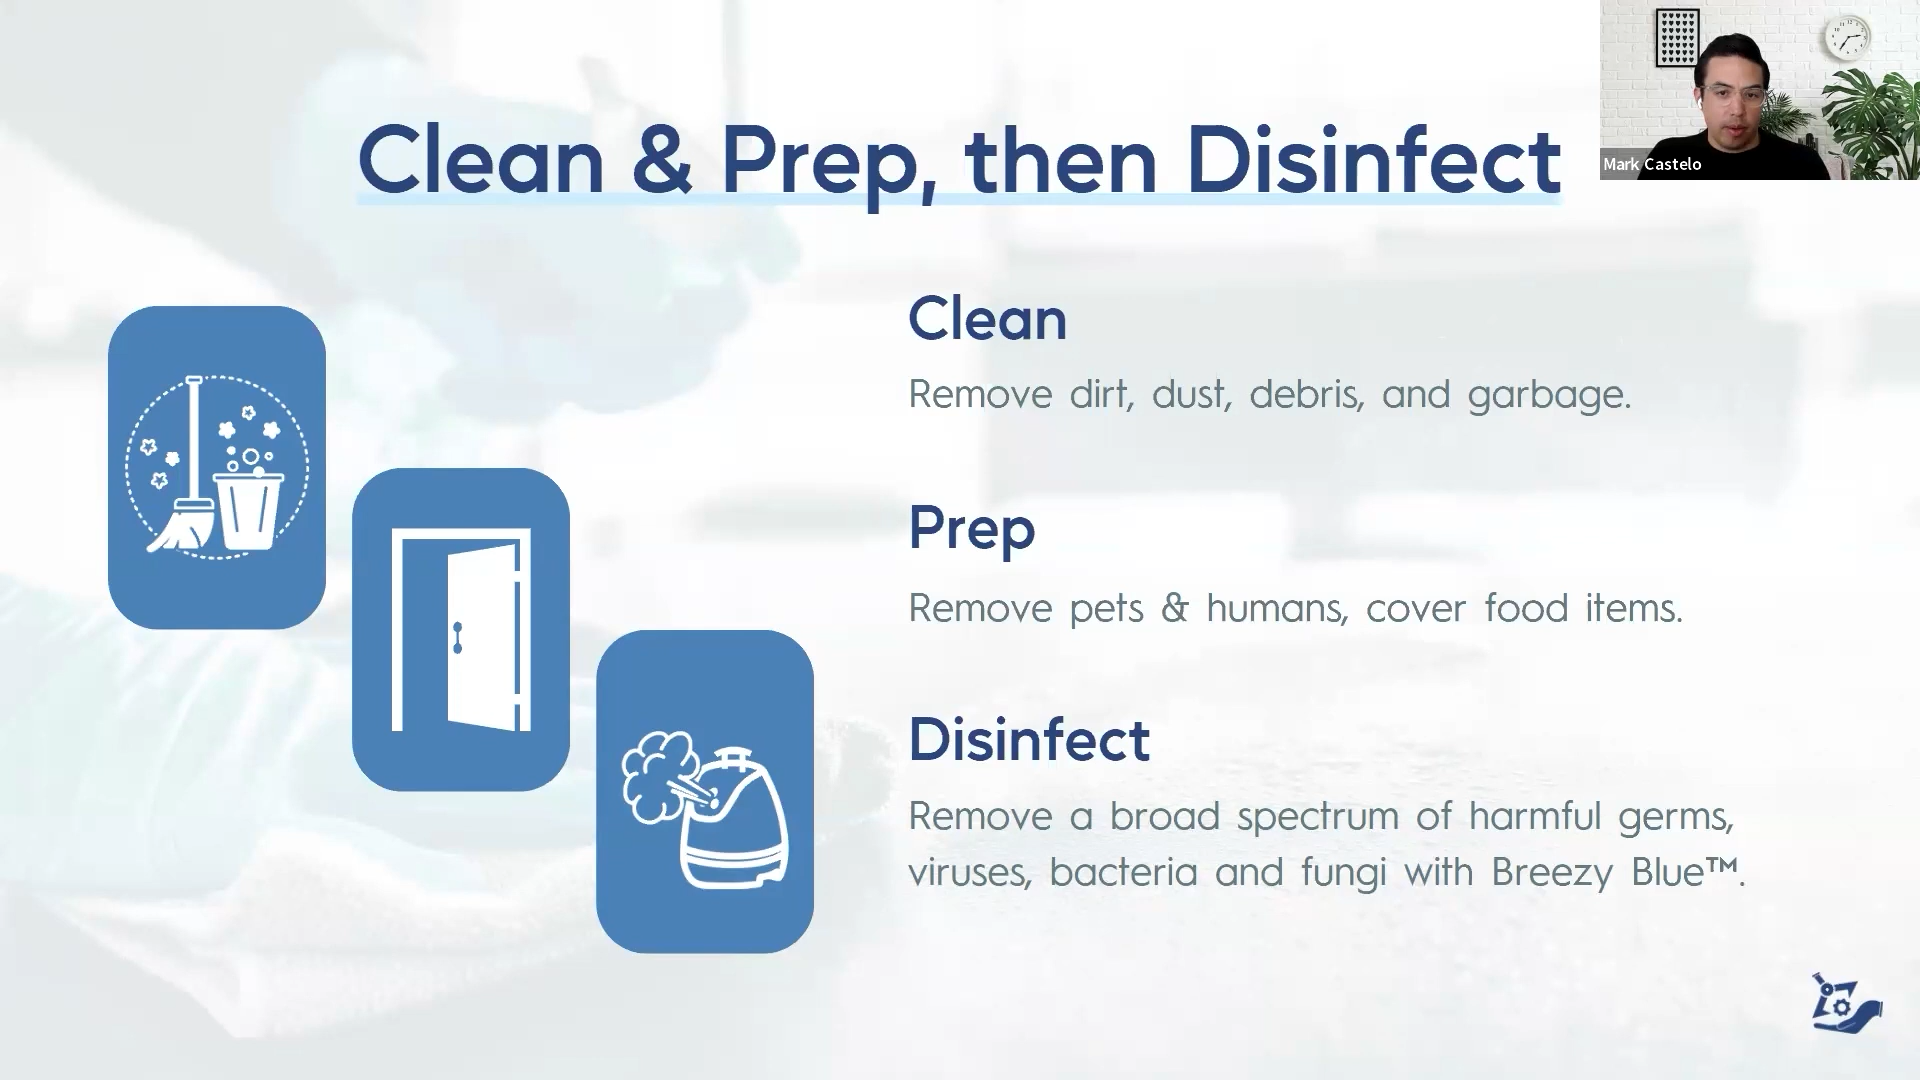 Clean & Prep, then Disinfect
Mark Castelo
Clean
Remove dirt, dust, debris, and garbage.
Prep
Remove pets & humans, cover food items.
Disinfect
Remove a broad spectrum of harmful germs,
viruses, bacteria and fungi with Breezy Blue™.